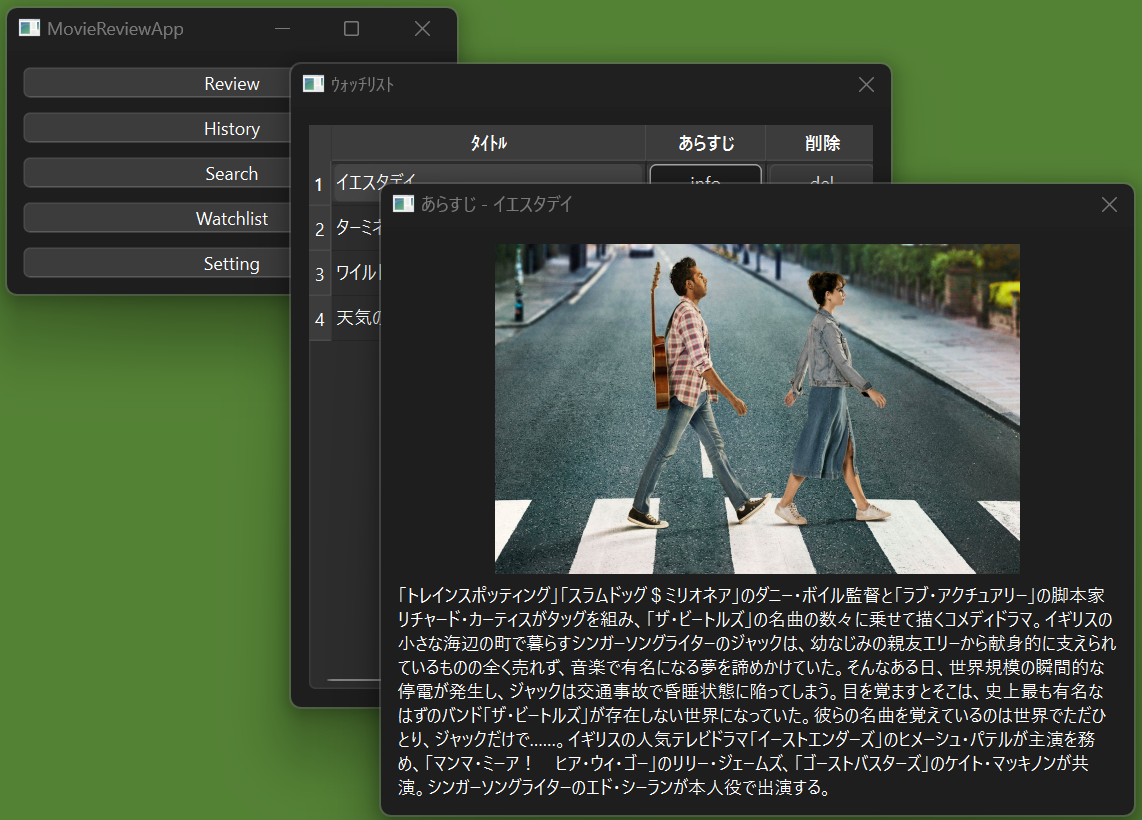 MovieReviewApp
Review
History
Search
Watchlist
Setting
ウォッチリスト
タイトル あらすじ 削除
1 イエスタデイ info del
2
3
4
あらすじ - イエスタデイ
「トレインスポッティング」「スラムドッグ＄ミリオネア」のダニー・ボイル監督と「ラブ・アクチュアリー」の脚本家
リチャード・カーティスがタッグを組み、「ザ・ビートルズ」の名曲の数々に乗せて描くコメディドラマ。イギリスの
小さな海辺の町で暮らすシンガーソングライターのジャックは、幼なじみの親友エリーから献身的に支えられ
ているものの全く売れず、音楽で有名になる夢を諦めかけていた。そんなある日、世界規模の瞬間的な
停電が発生し、ジャックは交通事故で昏睡状態に陥ってしまう。目を覚ますとそこは、史上最も有名な
はずのバンド「ザ・ビートルズ」が存在しない世界になっていた。彼らの名曲を覚えているのは世界でただひ
とり、ジャックだけで……。イギリスの人気テレビドラマ「イーストエンダーズ」のヒメーシュ・パテルが主演を務
め、「マンマ・ミーア！　ヒア・ウィ・ゴー」のリリー・ジェームズ、「ゴーストバスターズ」のケイト・マッキノンが共
演。シンガーソングライターのエド・シーランが本人役で出演する。